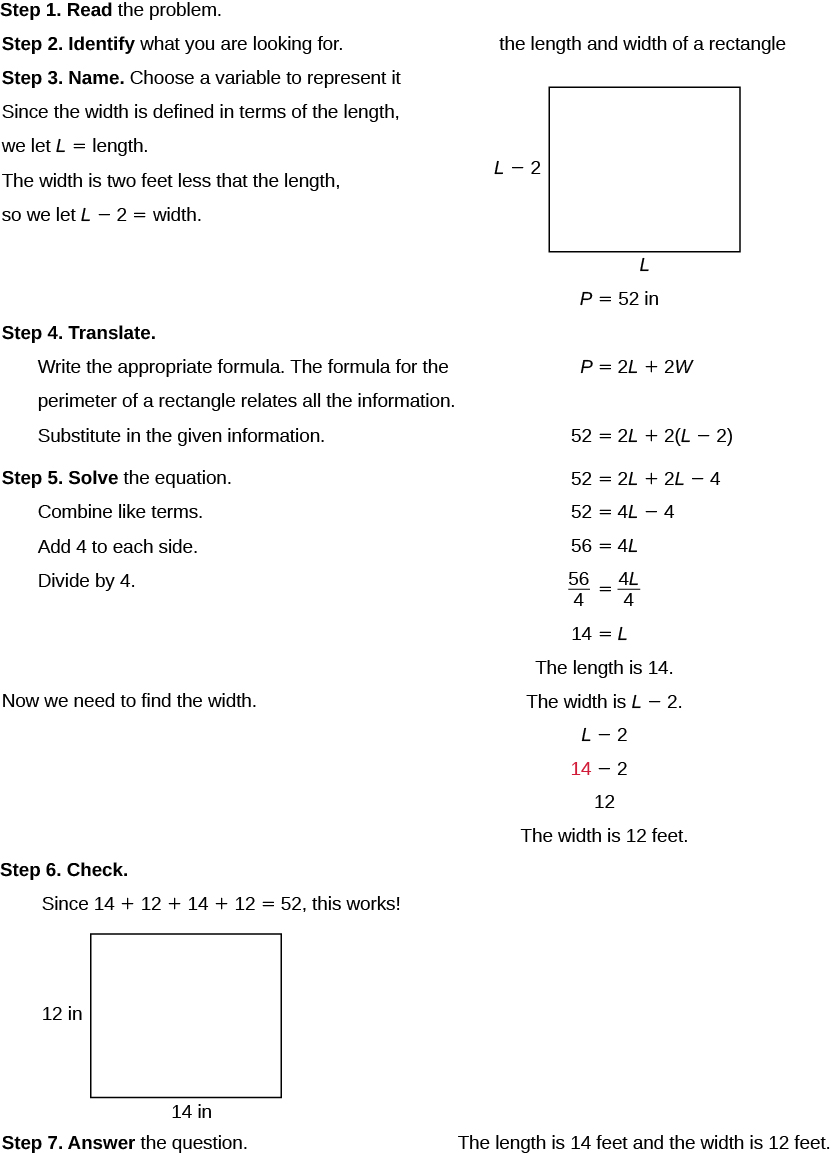 Step 1. Read the problem.
Step 2. Identify what you are looking for. the length and width of a rectangle
Step 3. Name. Choose a variable to represent it
Since the width is defined in terms of the length,
we let L = length.
L − 2
The width is two feet less that the length,
so we let L − 2 = width.
L
P = 52 in
Step 4. Translate.
Write the appropriate formula. The formula for the P = 2L + 2W
perimeter of a rectangle relates all the information.
Substitute in the given information. 52 = 2L + 2(L − 2)
Step 5. Solve the equation. 52 = 2L + 2L − 4
Combine like terms. 52 = 4L − 4
Add 4 to each side. 56 = 4L
Divide by 4. 56/4 = 4L/4
14 = L
The length is 14.
Now we need to find the width. The width is L − 2.
L − 2
14 − 2
12
The width is 12 feet.
Step 6. Check.
Since 14 + 12 + 14 + 12 = 52, this works!
12 in
14 in
Step 7. Answer the question. The length is 14 feet and the width is 12 feet.